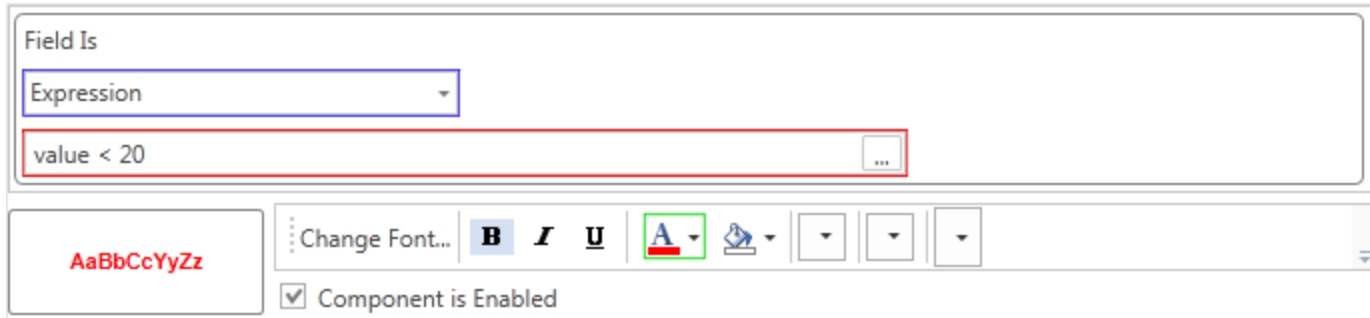 Field Is
Expression
value < 20
...
AaBbCcYyZz
Change Font... B I U A
Component is Enabled